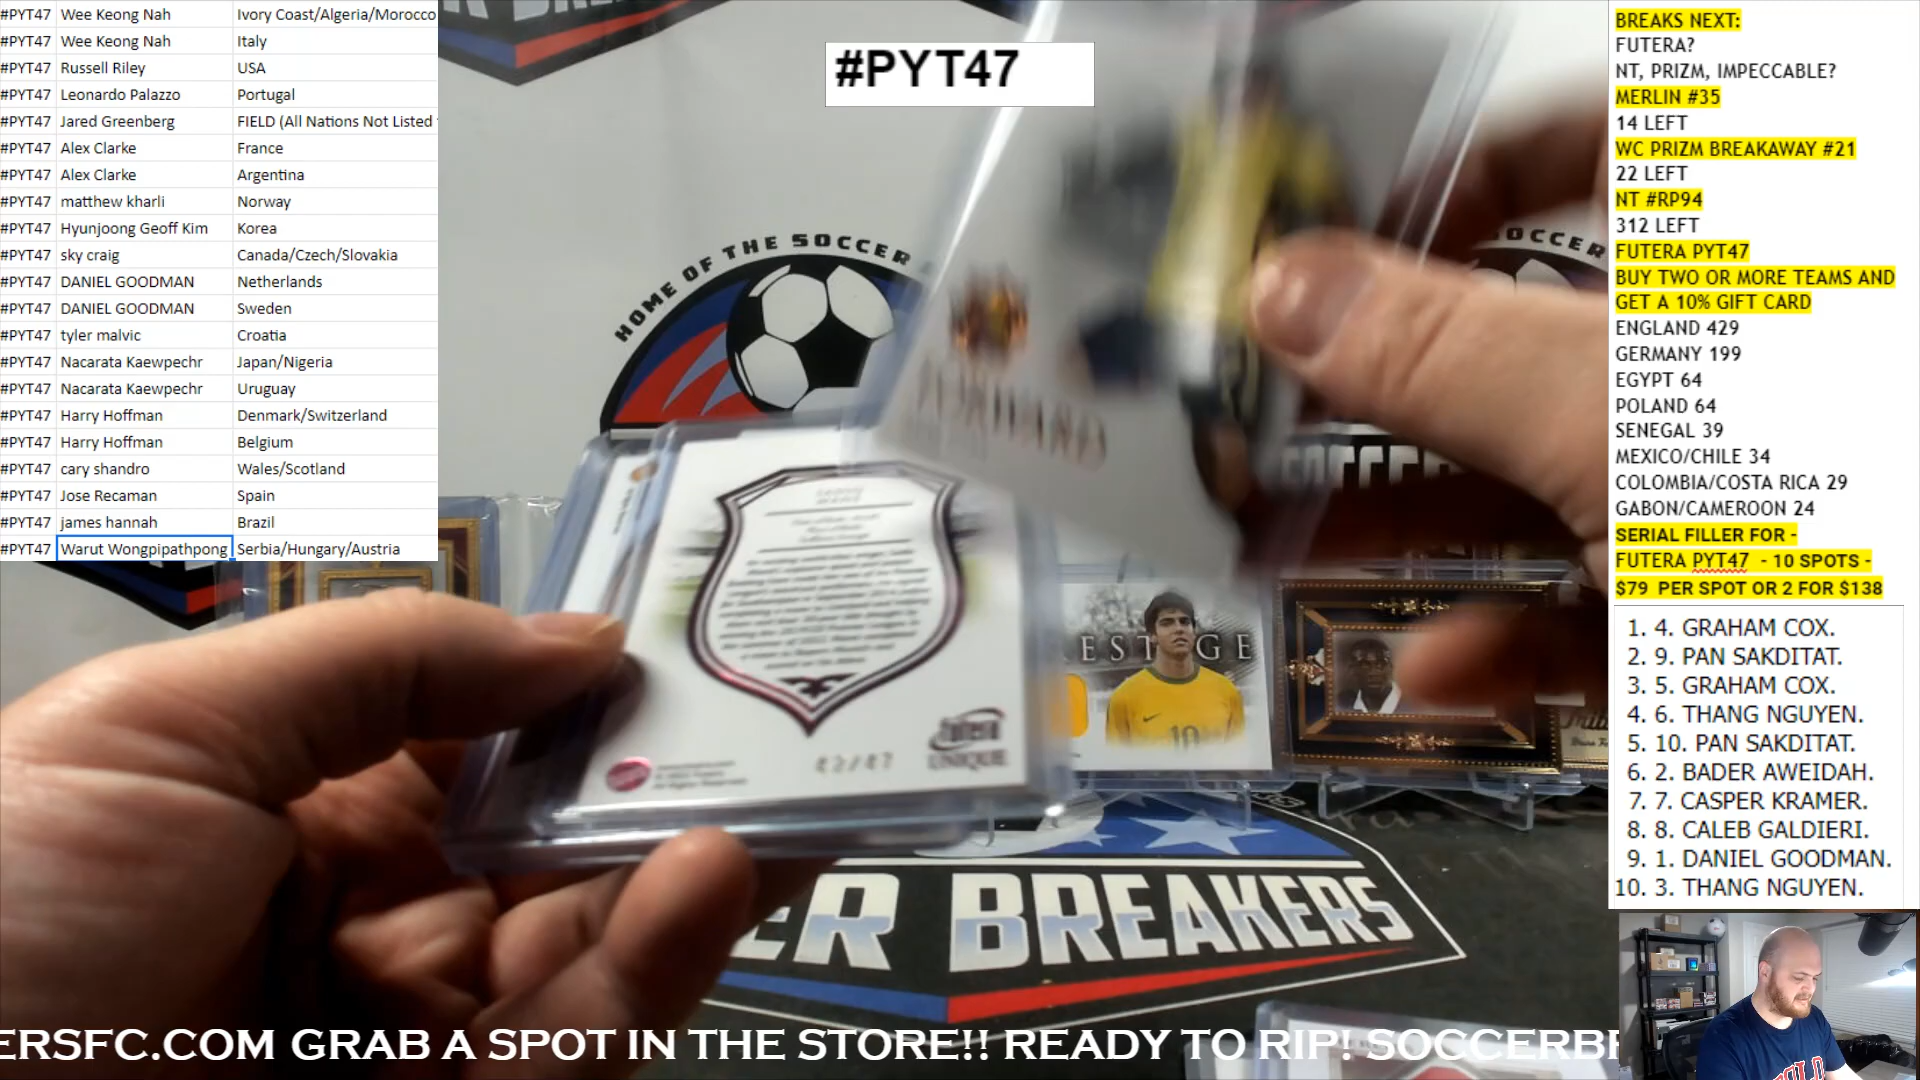 #PYT47 Wee Keong Nah Ivory Coast/Algeria/Morocco
#PYT47 Wee Keong Nah Italy
#PYT47 Russell Riley USA
#PYT47 Leonardo Palazzo Portugal
#PYT47 Jared Greenberg FIELD (All Nations Not Listed
#PYT47 Alex Clarke France
#PYT47 Alex Clarke Argentina
#PYT47 matthew kharli Norway
#PYT47 Hyunjoong Geoff Kim Korea
#PYT47 sky craig Canada/Czech/Slovakia
#PYT47 DANIEL GOODMAN Netherlands
#PYT47 DANIEL GOODMAN Sweden
#PYT47 tyler malvic Croatia
#PYT47 Nacarata Kaewpechr Japan/Nigeria
#PYT47 Nacarata Kaewpechr Uruguay
#PYT47 Harry Hoffman Denmark/Switzerland
#PYT47 Harry Hoffman Belgium
#PYT47 cary shandro Wales/Scotland
#PYT47 Jose Recaman Spain
#PYT47 james hannah Brazil
#PYT47 Warut Wongpipathpong Serbia/Hungary/Austria
#PYT47
HOME OF THE SOCCER
FORWARD
futera
UNIQUE
10
BREAKERS
BREAKS NEXT:
FUTERA?
NT, PRIZM, IMPECCABLE?
MERLIN #35
14 LEFT
WC PRIZM BREAKAWAY #21
22 LEFT
NT #RP94
312 LEFT
FUTERA PYT47
BUY TWO OR MORE TEAMS AND
GET A 10% GIFT CARD
ENGLAND 429
GERMANY 199
EGYPT 64
POLAND 64
SENEGAL 39
MEXICO/CHILE 34
COLOMBIA/COSTA RICA 29
GABON/CAMEROON 24
SERIAL FILLER FOR -
FUTERA PYT47 - 10 SPOTS -
$79 PER SPOT OR 2 FOR $138
1. 4. GRAHAM COX.
2. 9. PAN SAKDITAT.
3. 5. GRAHAM COX.
4. 6. THANG NGUYEN.
5. 10. PAN SAKDITAT.
6. 2. BADER AWEIDAH.
7. 7. CASPER KRAMER.
8. 8. CALEB GALDIERI.
9. 1. DANIEL GOODMAN.
10. 3. THANG NGUYEN.
ERSFC.COM GRAB A SPOT IN THE STORE!! READY TO RIP! SOCCERB